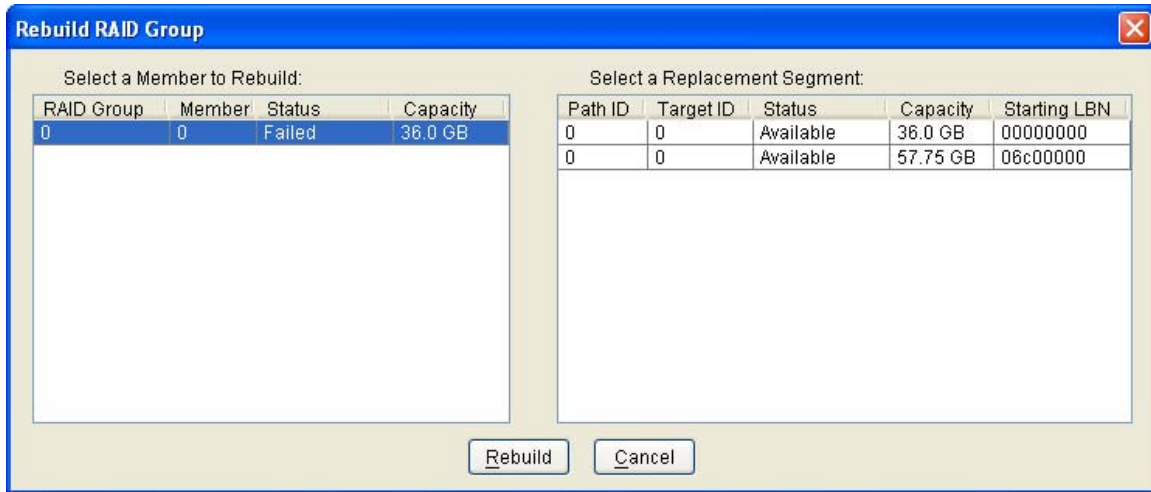 Rebuild RAID Group
Select a Member to Rebuild:
RAID Group Member Status Capacity
0 0 Failed 36.0 GB
Select a Replacement Segment:
Path ID Target ID Status Capacity Starting LBN
0 0 Available 36.0 GB 00000000
0 0 Available 57.75 GB 06c00000
Rebuild Cancel